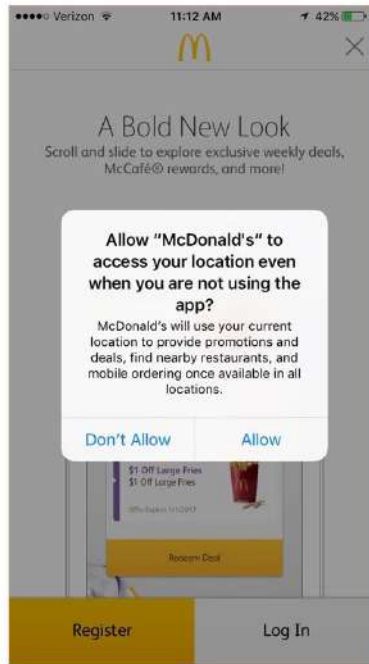 Verizon 11:12 AM 42%
A Bold New Look
Scroll and slide to explore exclusive weekly deals,
McCafé® rewards, and more!
Allow "McDonald's" to
access your location even
when you are not using the
app?
McDonald's will use your current
location to provide promotions and
deals, find nearby restaurants, and
mobile ordering once available in all
locations.
Don't Allow Allow
$1 Off Large Fries
$1 Off Large Fries
Redeem Deal
Register Log In